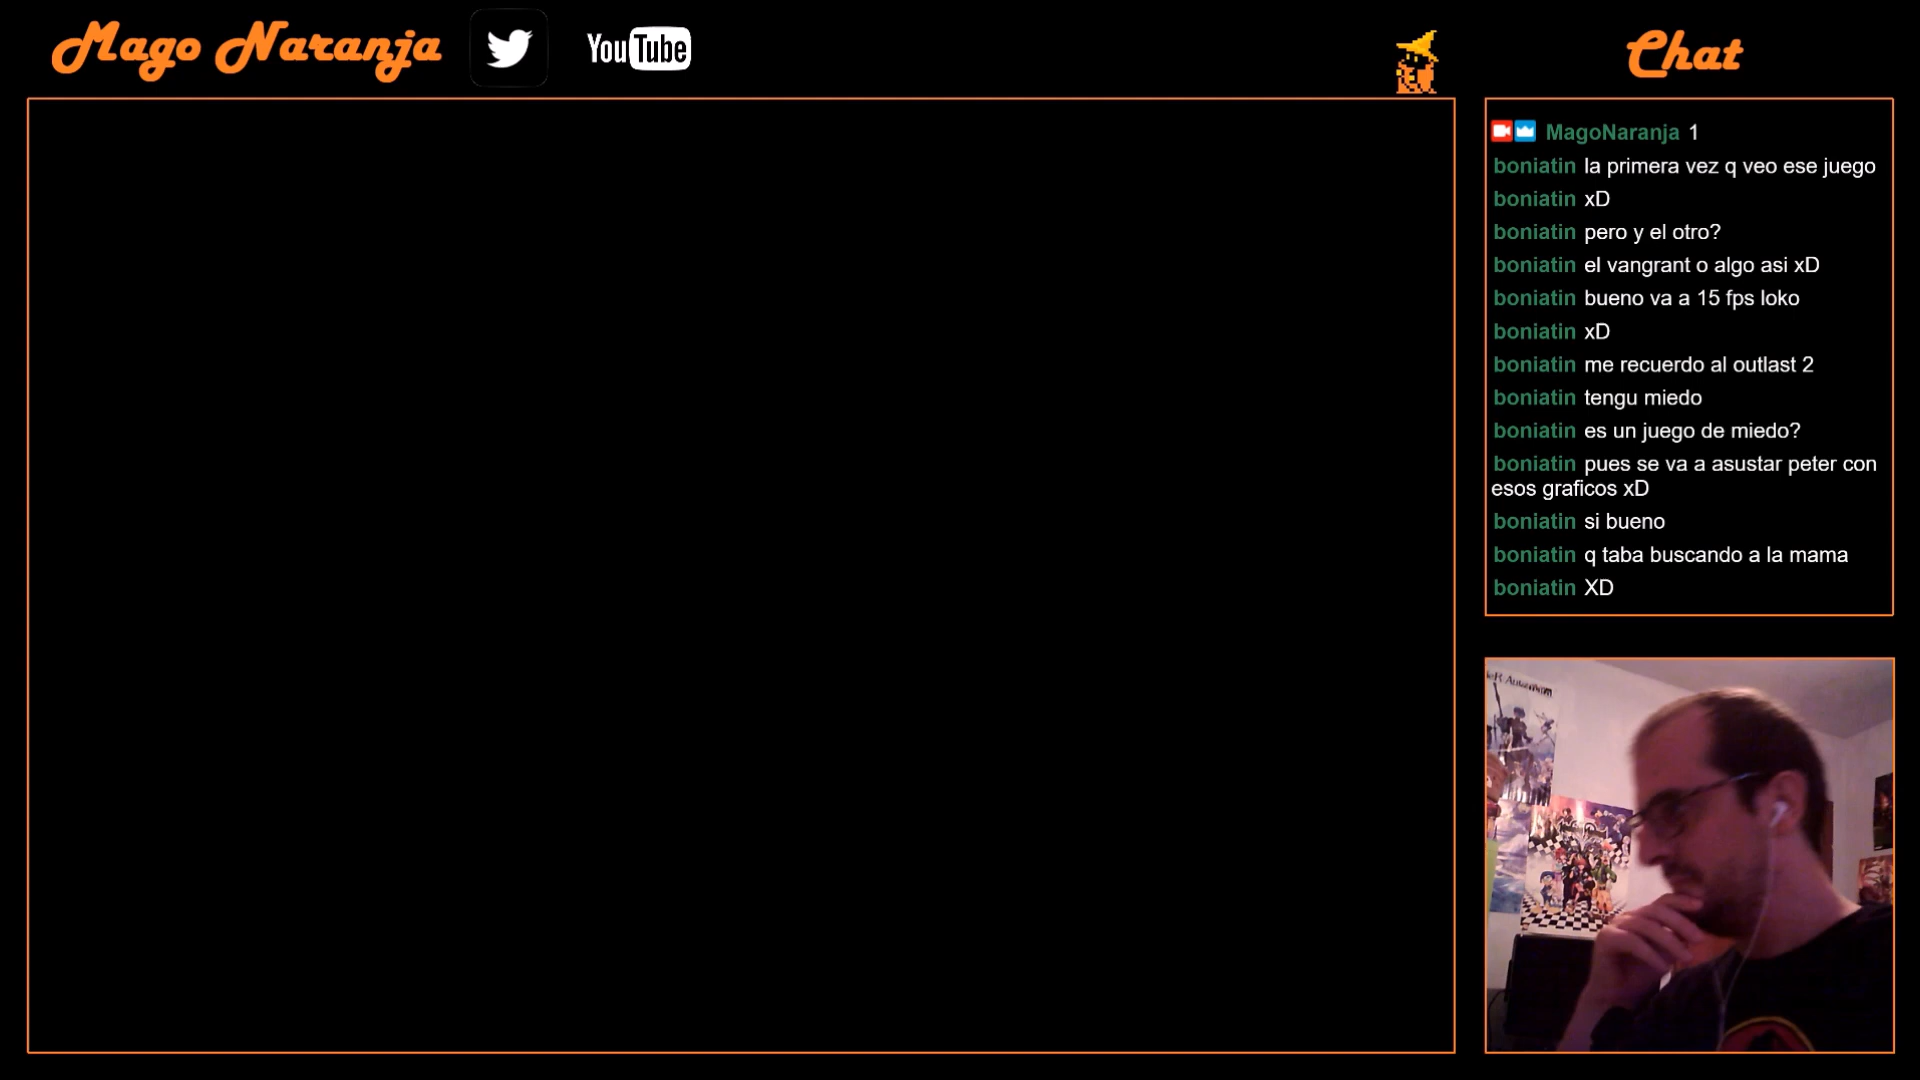 Mago Naranja
YouTube
Chat
MagoNaranja 1
boniatin la primera vez q veo ese juego
boniatin xD
boniatin pero y el otro?
boniatin el vangrant o algo asi xD
boniatin bueno va a 15 fps loko
boniatin xD
boniatin me recuerdo al outlast 2
boniatin tengu miedo
boniatin es un juego de miedo?
boniatin pues se va a asustar peter con
esos graficos xD
boniatin si bueno
boniatin q taba buscando a la mama
boniatin XD